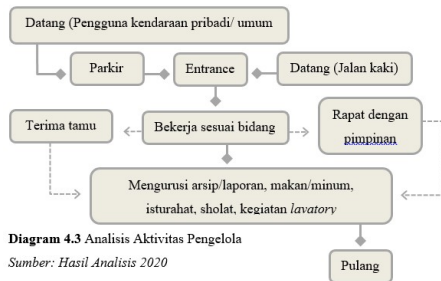 Datang (Pengguna kendaraan pribadi/ umum
Parkir
Entrance
Datang (Jalan kaki)
Terima tamu
Bekerja sesuai bidang
Rapat dengan
pimpinan
Mengurusi arsip/laporan, makan/minum,
isturahat, sholat, kegiatan lavatory
Diagram 4.3 Analisis Aktivitas Pengelola
Sumber: Hasil Analisis 2020
Pulang